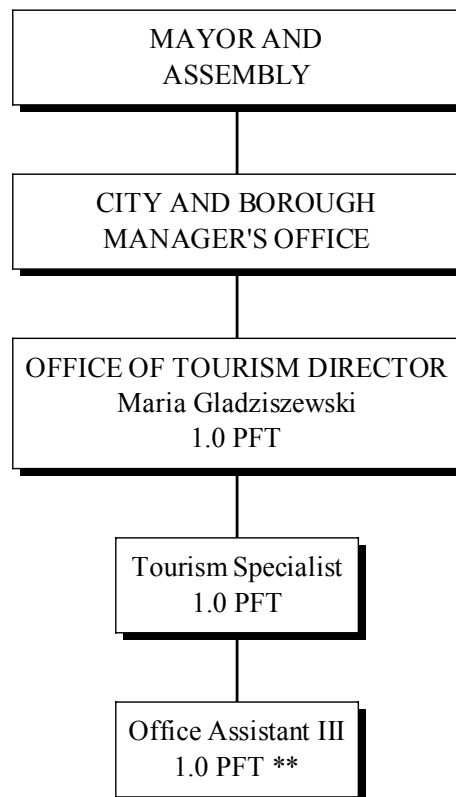 MAYOR AND
ASSEMBLY
CITY AND BOROUGH
MANAGER'S OFFICE
OFFICE OF TOURISM DIRECTOR
Maria Gladziszewski
1.0 PFT
Tourism Specialist
1.0 PFT
Office Assistant III
1.0 PFT **